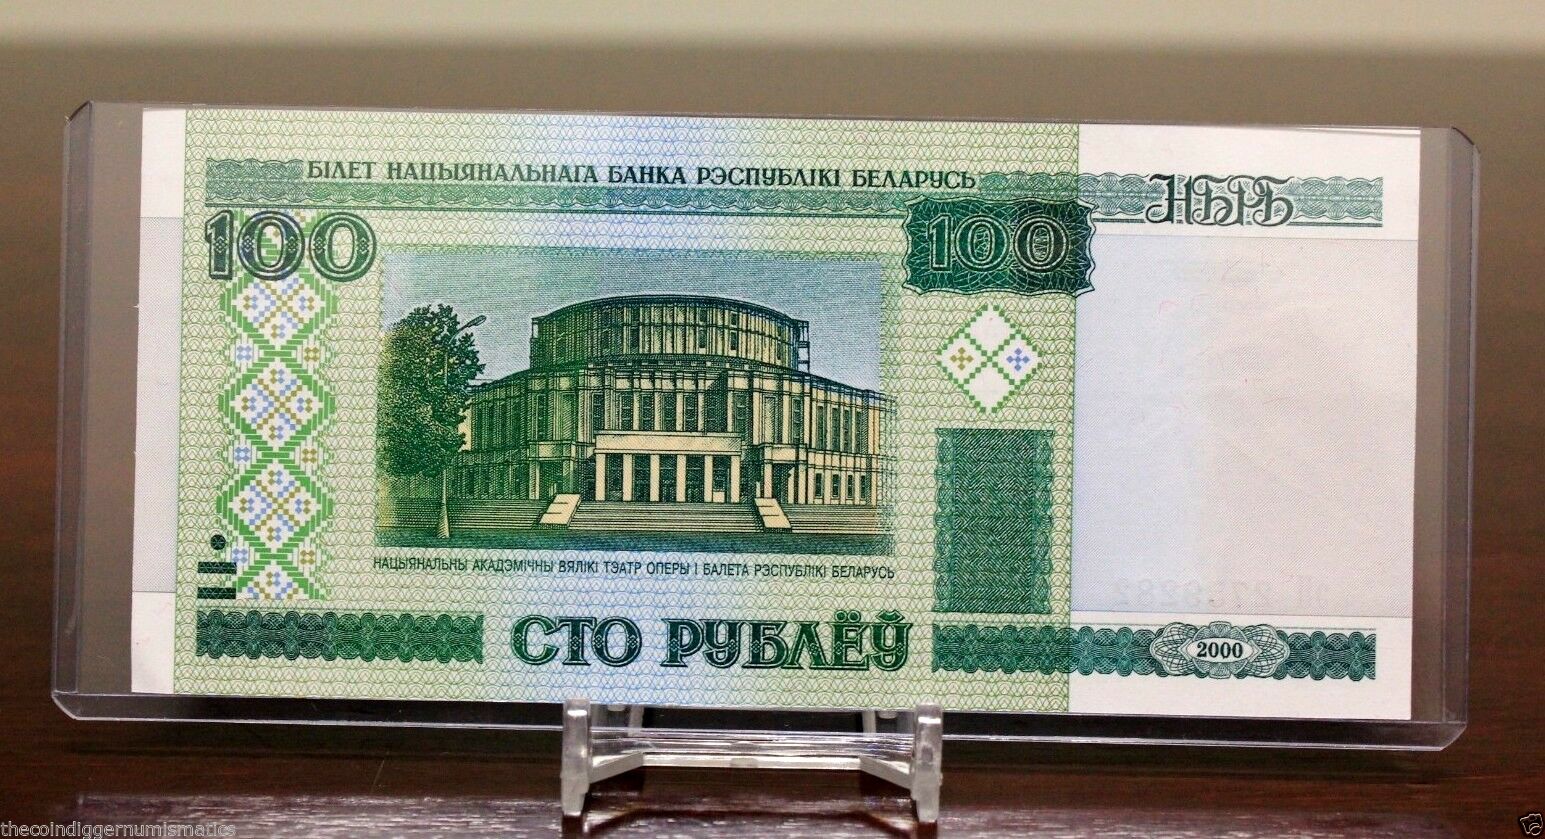 БІЛЕТ НАЦЫЯНАЛЬНАГА БАНКА РЭСПУБЛІКІ БЕЛАРУСЬ
НБРБ
100
100
НАЦЫЯНАЛЬНЫ АКАДЭМІЧНЫ ВЯЛІКІ ТЭАТР ОПЕРЫ І БАЛЕТА РЭСПУБЛІКІ БЕЛАРУСЬ
СТО РУБЛЁЎ
2000
thecoindiggernumismatics